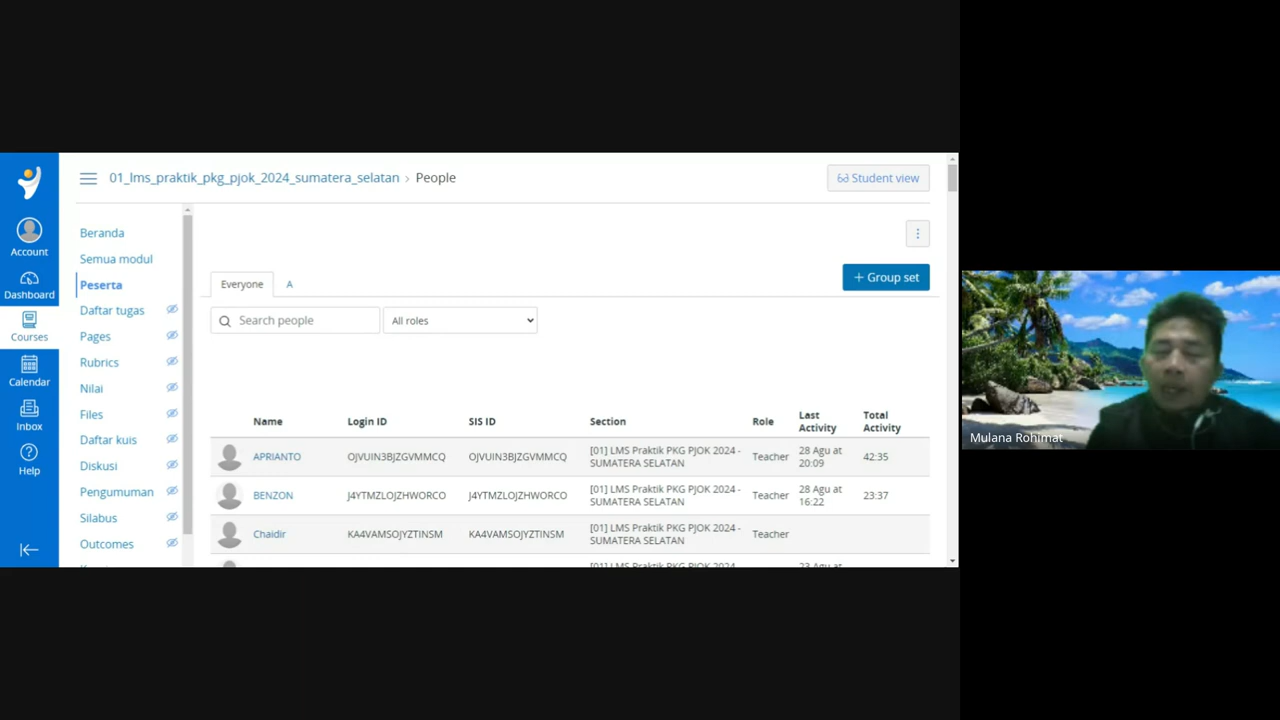 01_lms_praktik_pkg_pjok_2024_sumatera_selatan › People
Student view
Account
Dashboard
Courses
Calendar
Inbox
Help
Beranda
Semua modul
Peserta
Daftar tugas
Pages
Rubrics
Nilai
Files
Daftar kuis
Diskusi
Pengumuman
Silabus
Outcomes
+ Group set
Everyone A
Search people All roles
Name Login ID SIS ID Section Role Last Activity Total Activity
APRIANTO OJVUIN3BJZGVMMCQ OJVUIN3BJZGVMMCQ [01] LMS Praktik PKG PJOK 2024 - SUMATERA SELATAN Teacher 28 Agu at 20:09 42:35
BENZON J4YTMZLOJZHWORCO J4YTMZLOJZHWORCO [01] LMS Praktik PKG PJOK 2024 - SUMATERA SELATAN Teacher 28 Agu at 16:22 23:37
Chaidir KA4VAMSOJYZTINSM KA4VAMSOJYZTINSM [01] LMS Praktik PKG PJOK 2024 - SUMATERA SELATAN Teacher
Mulana Rohimat